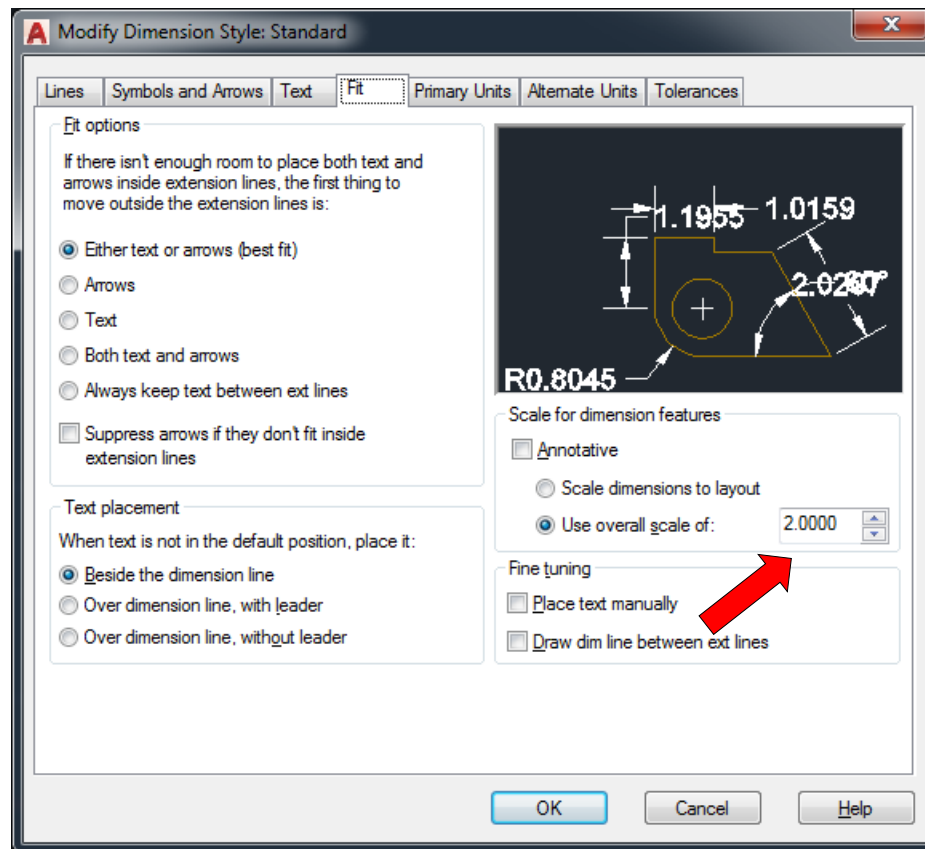 Modify Dimension Style: Standard
Lines
Symbols and Arrows
Text
Fit
Primary Units
Alternate Units
Tolerances
Fit options
If there isn't enough room to place both text and
arrows inside extension lines, the first thing to
move outside the extension lines is:
Either text or arrows (best fit)
Arrows
Text
Both text and arrows
Always keep text between ext lines
Suppress arrows if they don't fit inside
extension lines
Text placement
When text is not in the default position, place it:
Beside the dimension line
Over dimension line, with leader
Over dimension line, without leader
1.1955
1.0159
R0.8045
Scale for dimension features
Annotative
Scale dimensions to layout
Use overall scale of:
2.0000
Fine tuning
Place text manually
Draw dim line between ext lines
OK
Cancel
Help